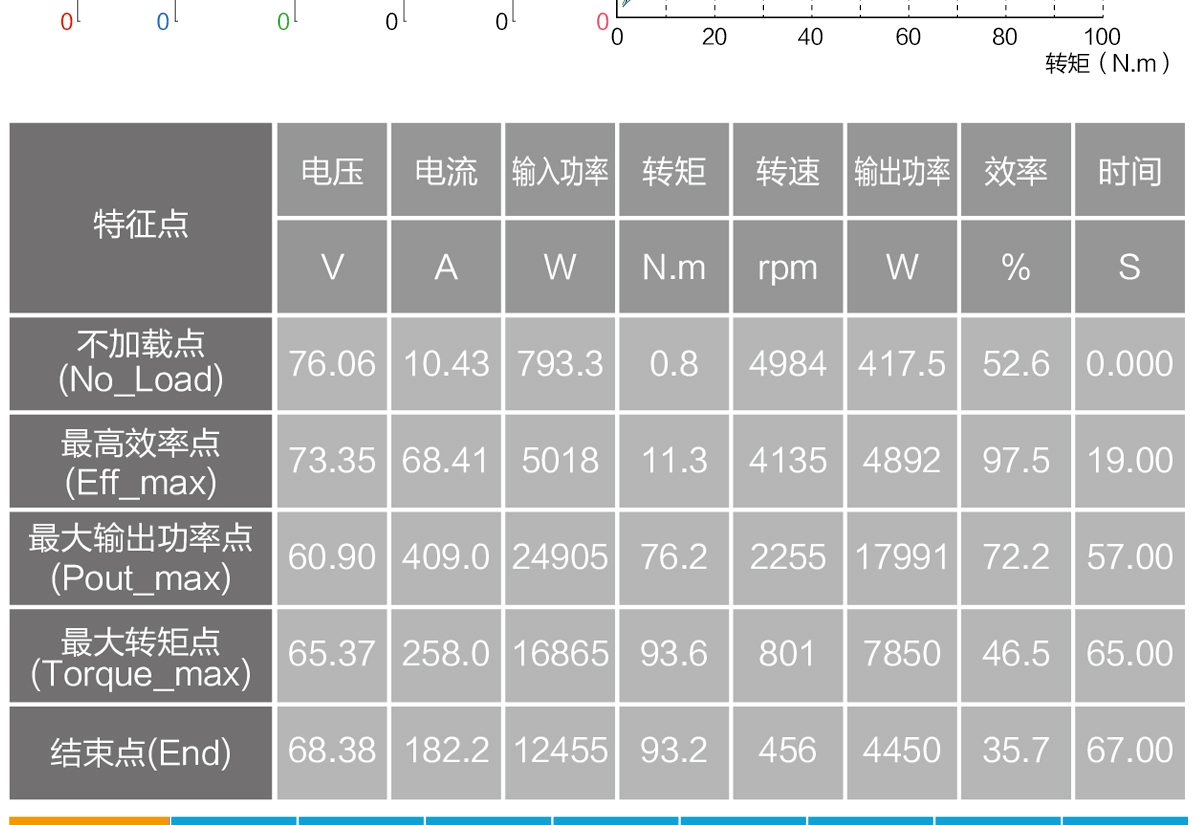 0 0 0 0 0 0
0 20 40 60 80 100
转矩（N.m）
特征点 电压 电流 输入功率 转矩 转速 输出功率 效率 时间
V A W N.m rpm W % S
不加载点
(No_Load) 76.06 10.43 793.3 0.8 4984 417.5 52.6 0.000
最高效率点
(Eff_max) 73.35 68.41 5018 11.3 4135 4892 97.5 19.00
最大输出功率点
(Pout_max) 60.90 409.0 24905 76.2 2255 17991 72.2 57.00
最大转矩点
(Torque_max) 65.37 258.0 16865 93.6 801 7850 46.5 65.00
结束点(End) 68.38 182.2 12455 93.2 456 4450 35.7 67.00